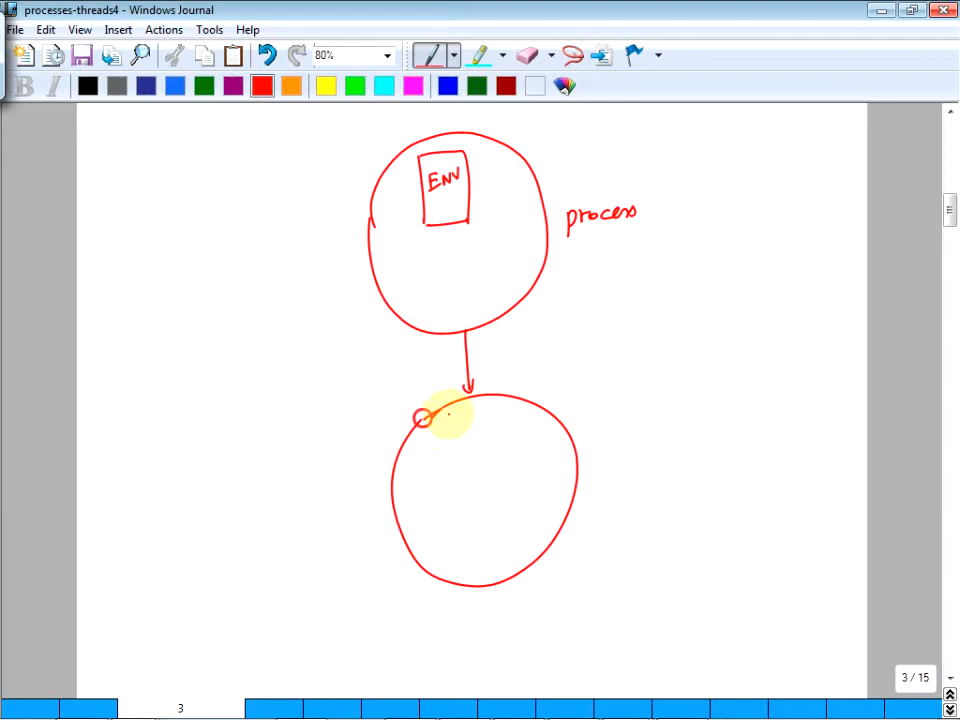 processes-threads4 - Windows Journal
File Edit View Insert Actions Tools Help
80%
B I
ENV
process
3 / 15
3